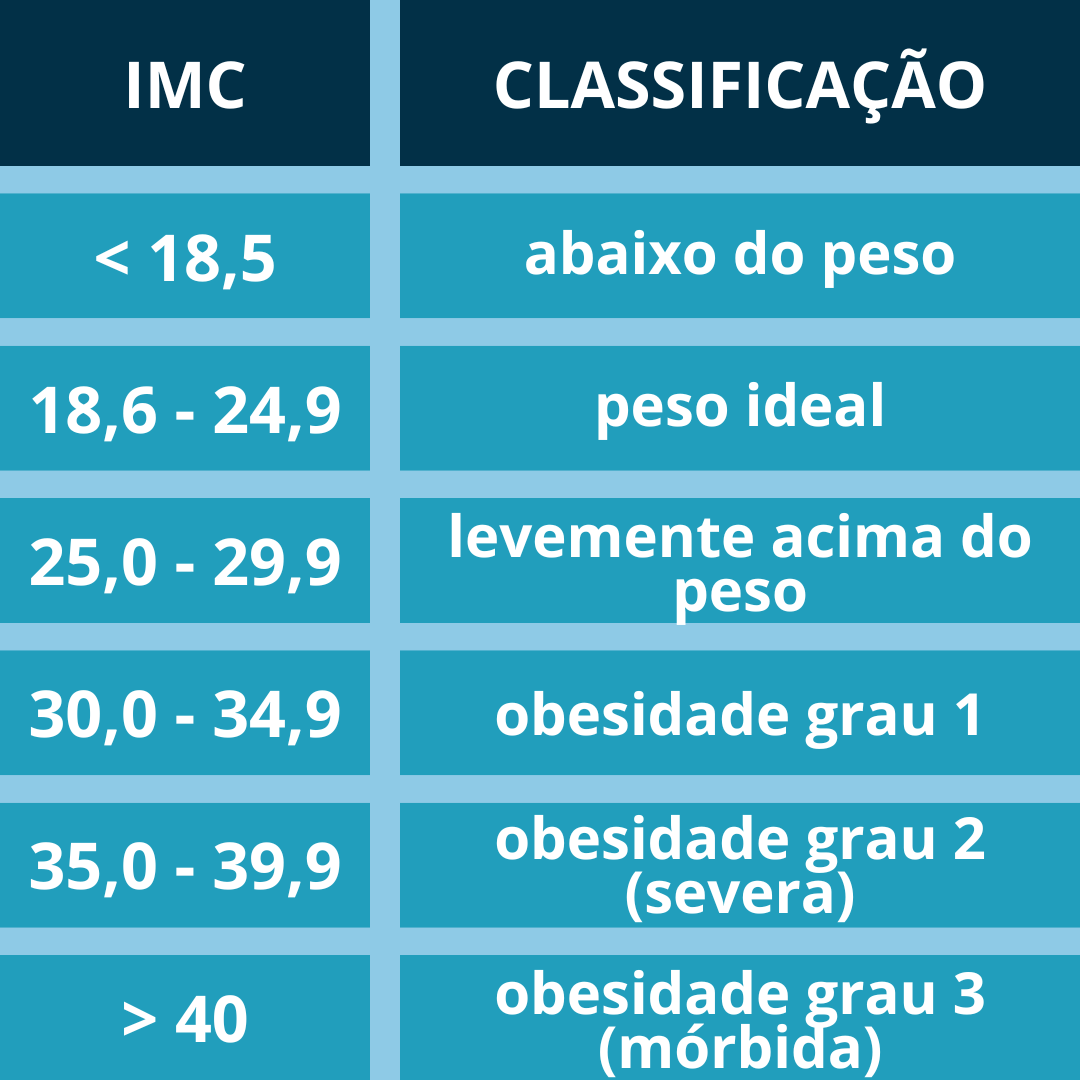 IMC CLASSIFICAÇÃO
< 18,5 abaixo do peso
18,6 - 24,9 peso ideal
25,0 - 29,9 levemente acima do
peso
30,0 - 34,9 obesidade grau 1
35,0 - 39,9 obesidade grau 2
(severa)
> 40 obesidade grau 3
(mórbida)